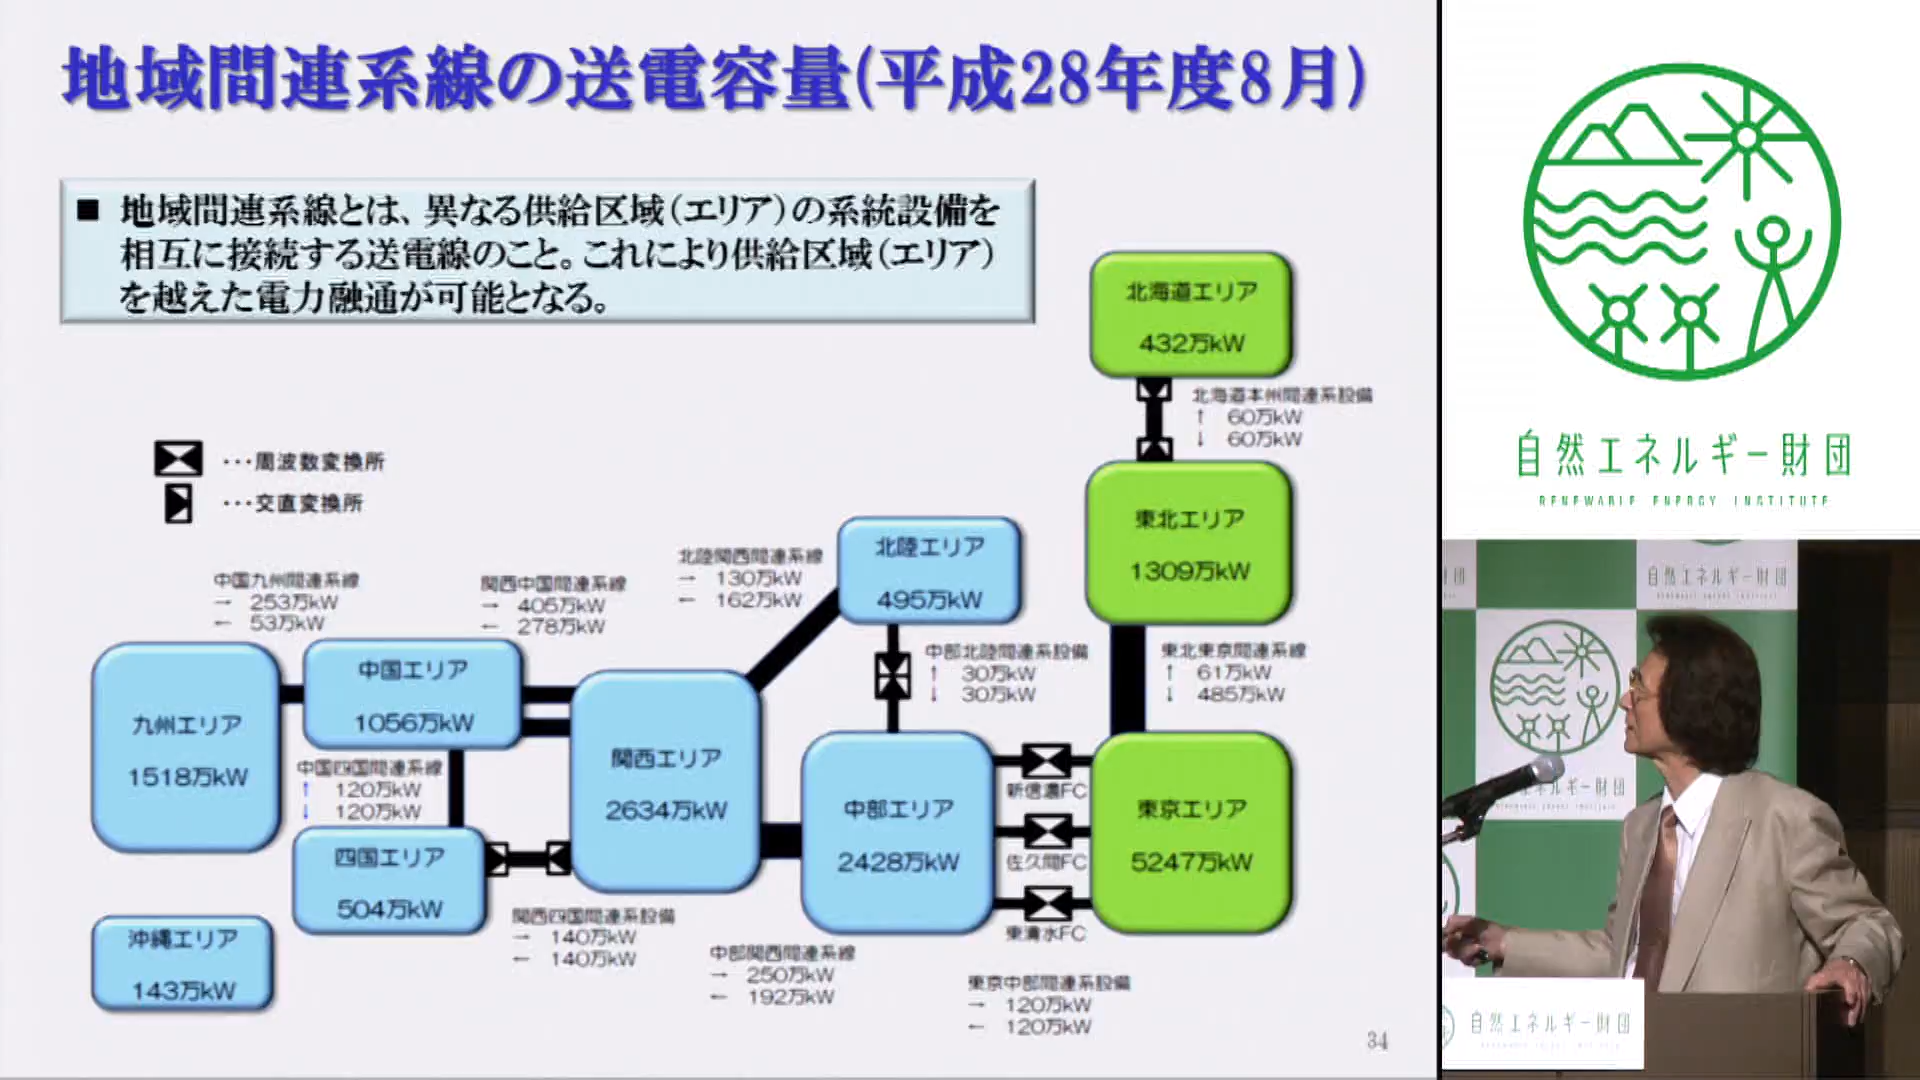 地域間連系線の送電容量(平成28年度8月)
■ 地域間連系線とは、異なる供給区域(エリア)の系統設備を
相互に接続する送電線のこと。これにより供給区域(エリア)
を越えた電力融通が可能となる。
･･･周波数変換所
･･･交直変換所
北海道エリア
432万kW
北海道本州間連系設備
↑ 60万kW
↓ 60万kW
東北エリア
1309万kW
東北東京間連系線
↑ 61万kW
↓ 485万kW
北陸エリア
495万kW
北陸関西間連系線
→ 130万kW
← 162万kW
中部北陸間連系設備
↑ 30万kW
↓ 30万kW
中国九州間連系線
→ 253万kW
← 53万kW
関西中国間連系線
→ 405万kW
← 278万kW
九州エリア
1518万kW
中国エリア
1056万kW
中国四国間連系線
↑ 120万kW
↓ 120万kW
四国エリア
504万kW
関西エリア
2634万kW
関西四国間連系設備
→ 140万kW
← 140万kW
中部エリア
2428万kW
中部関西間連系線
→ 250万kW
← 192万kW
新信濃FC
佐久間FC
東清水FC
東京エリア
5247万kW
東京中部間連系設備
→ 120万kW
← 120万kW
沖縄エリア
143万kW
34
自然エネルギー財団
RENEWABLE ENERGY INSTITUTE
自然エネルギー財団
自然エネルギー財団